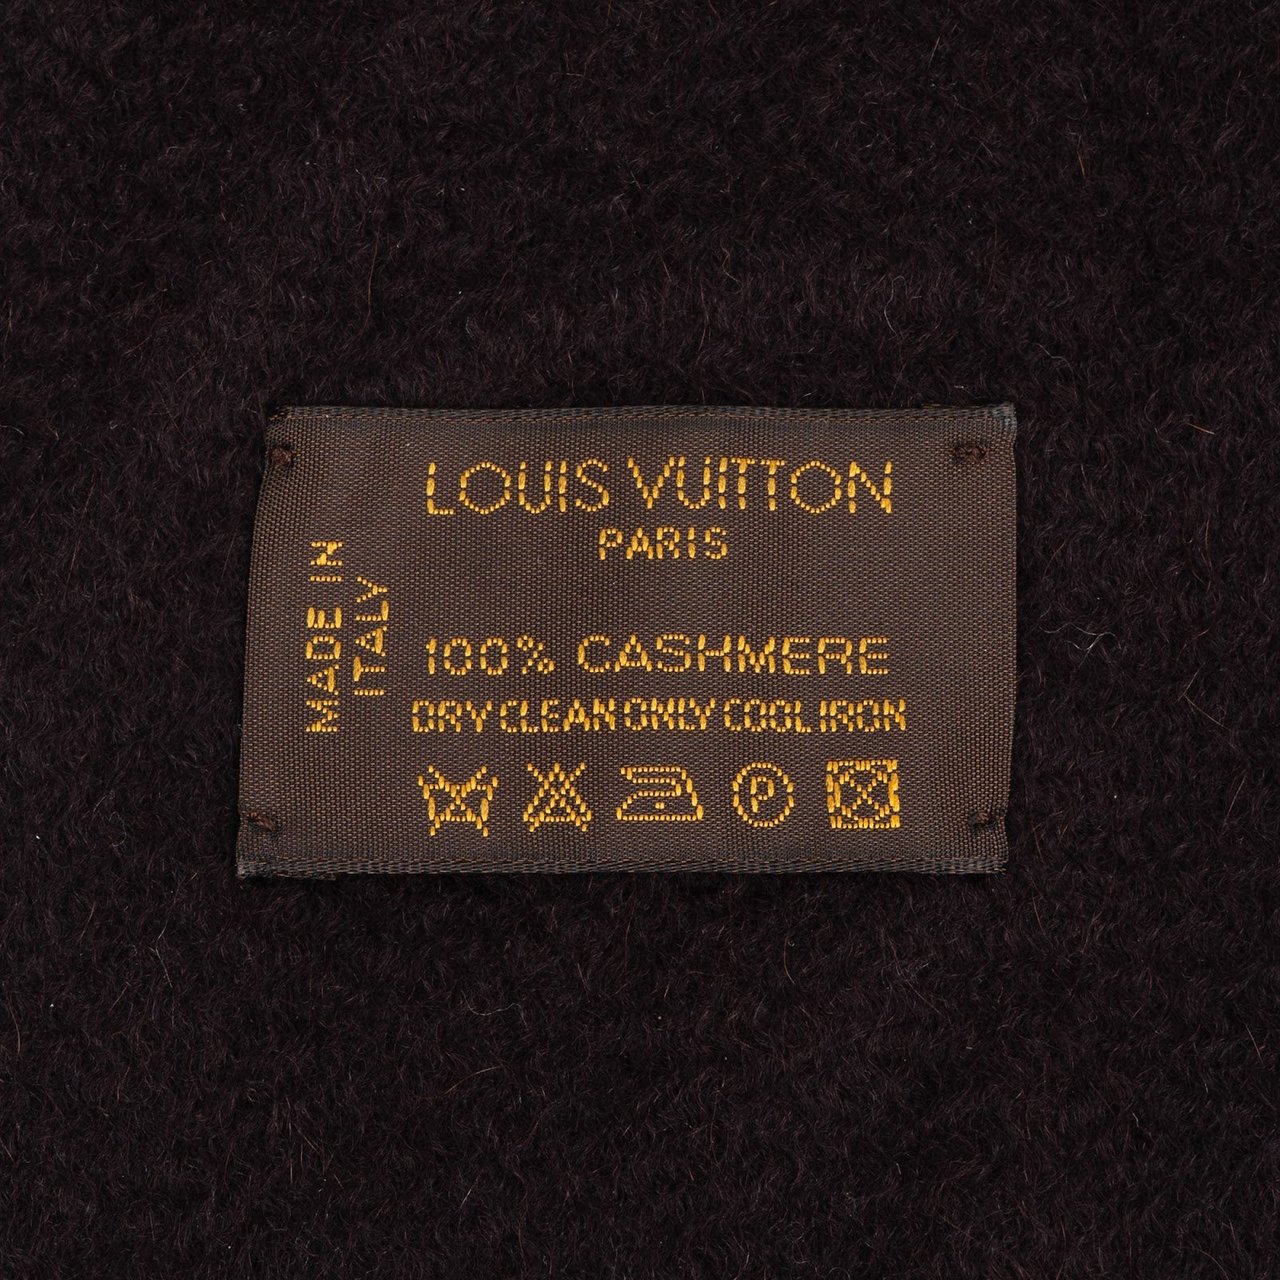 LOUIS VUITTON
PARIS
MADE IN
ITALY
100% CASHMERE
DRY CLEAN ONLY COOL IRON
P